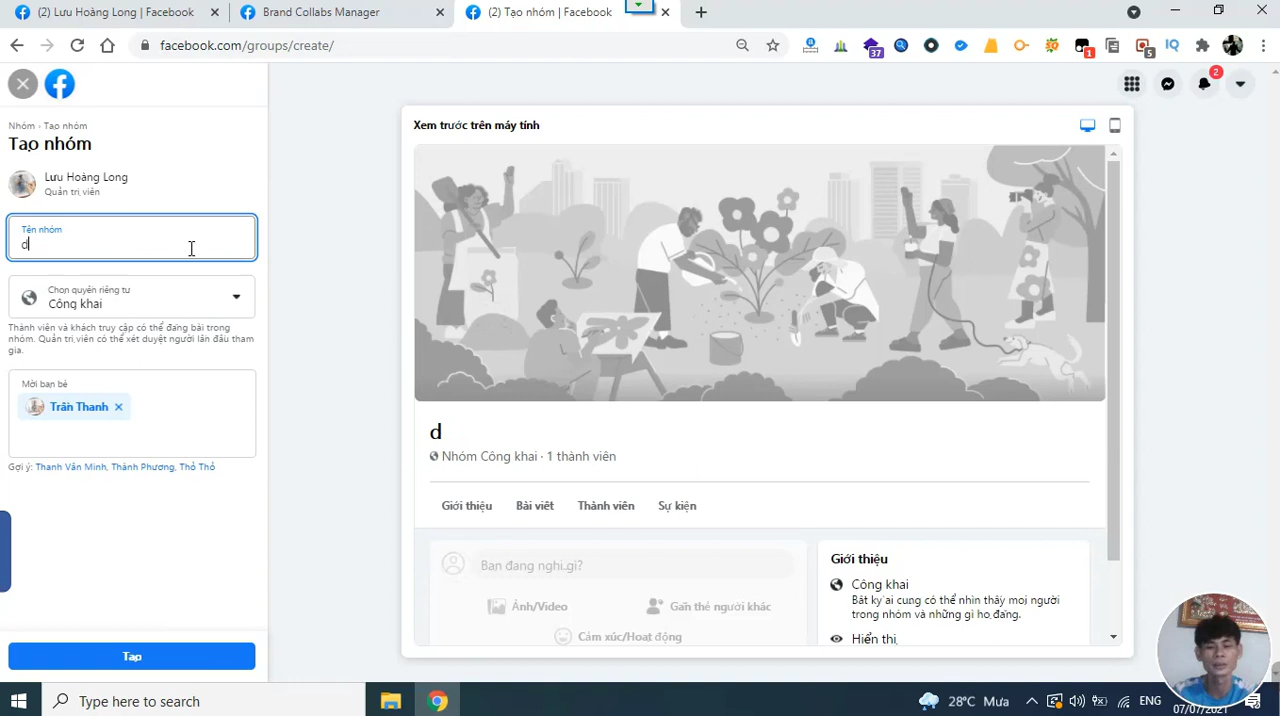 (2) Lưu Hoàng Long | Facebook
Brand Collabs Manager
(2) Tạo nhóm | Facebook
facebook.com/groups/create/
37
1
5
IQ
2
Nhóm › Tạo nhóm
Tạo nhóm
Lưu Hoàng Long
Quản trị viên
Tên nhóm
d
Chọn quyền riêng tư
Công khai
Thành viên và khách truy cập có thể đăng bài trong
nhóm. Quản trị viên có thể xét duyệt người lần đầu tham
gia.
Mời bạn bè
Trần Thanh
Gợi ý: Thanh Vân Minh, Thành Phương, Thỏ Thỏ
Tạo
Xem trước trên máy tính
d
Nhóm Công khai · 1 thành viên
Giới thiệu
Bài viết
Thành viên
Sự kiện
Bạn đang nghĩ gì?
Ảnh/Video
Gắn thẻ người khác
Cảm xúc/Hoạt động
Giới thiệu
Công khai
Bất kỳ ai cũng có thể nhìn thấy mọi người
trong nhóm và những gì họ đăng.
Hiển thị
Type here to search
28°C Mưa
ENG
07/07/2021